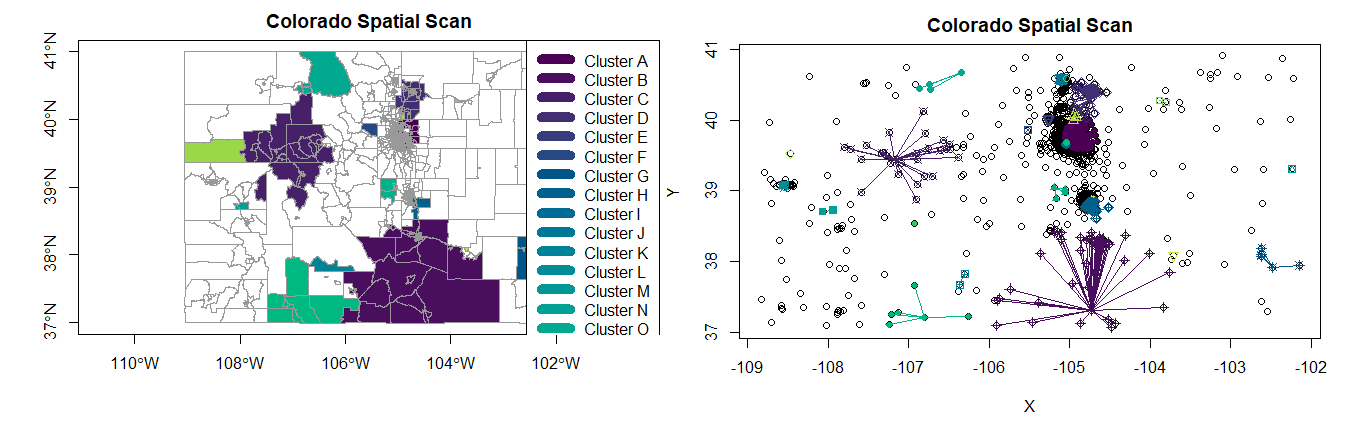 Colorado Spatial Scan
41°N
40°N
39°N
38°N
37°N
110°W
108°W
106°W
104°W
102°W
Cluster A
Cluster B
Cluster C
Cluster D
Cluster E
Cluster F
Cluster G
Cluster H
Cluster I
Cluster J
Cluster K
Cluster L
Cluster M
Cluster N
Cluster O
Colorado Spatial Scan
41
40
39
38
37
Y
-109
-108
-107
-106
-105
-104
-103
-102
X